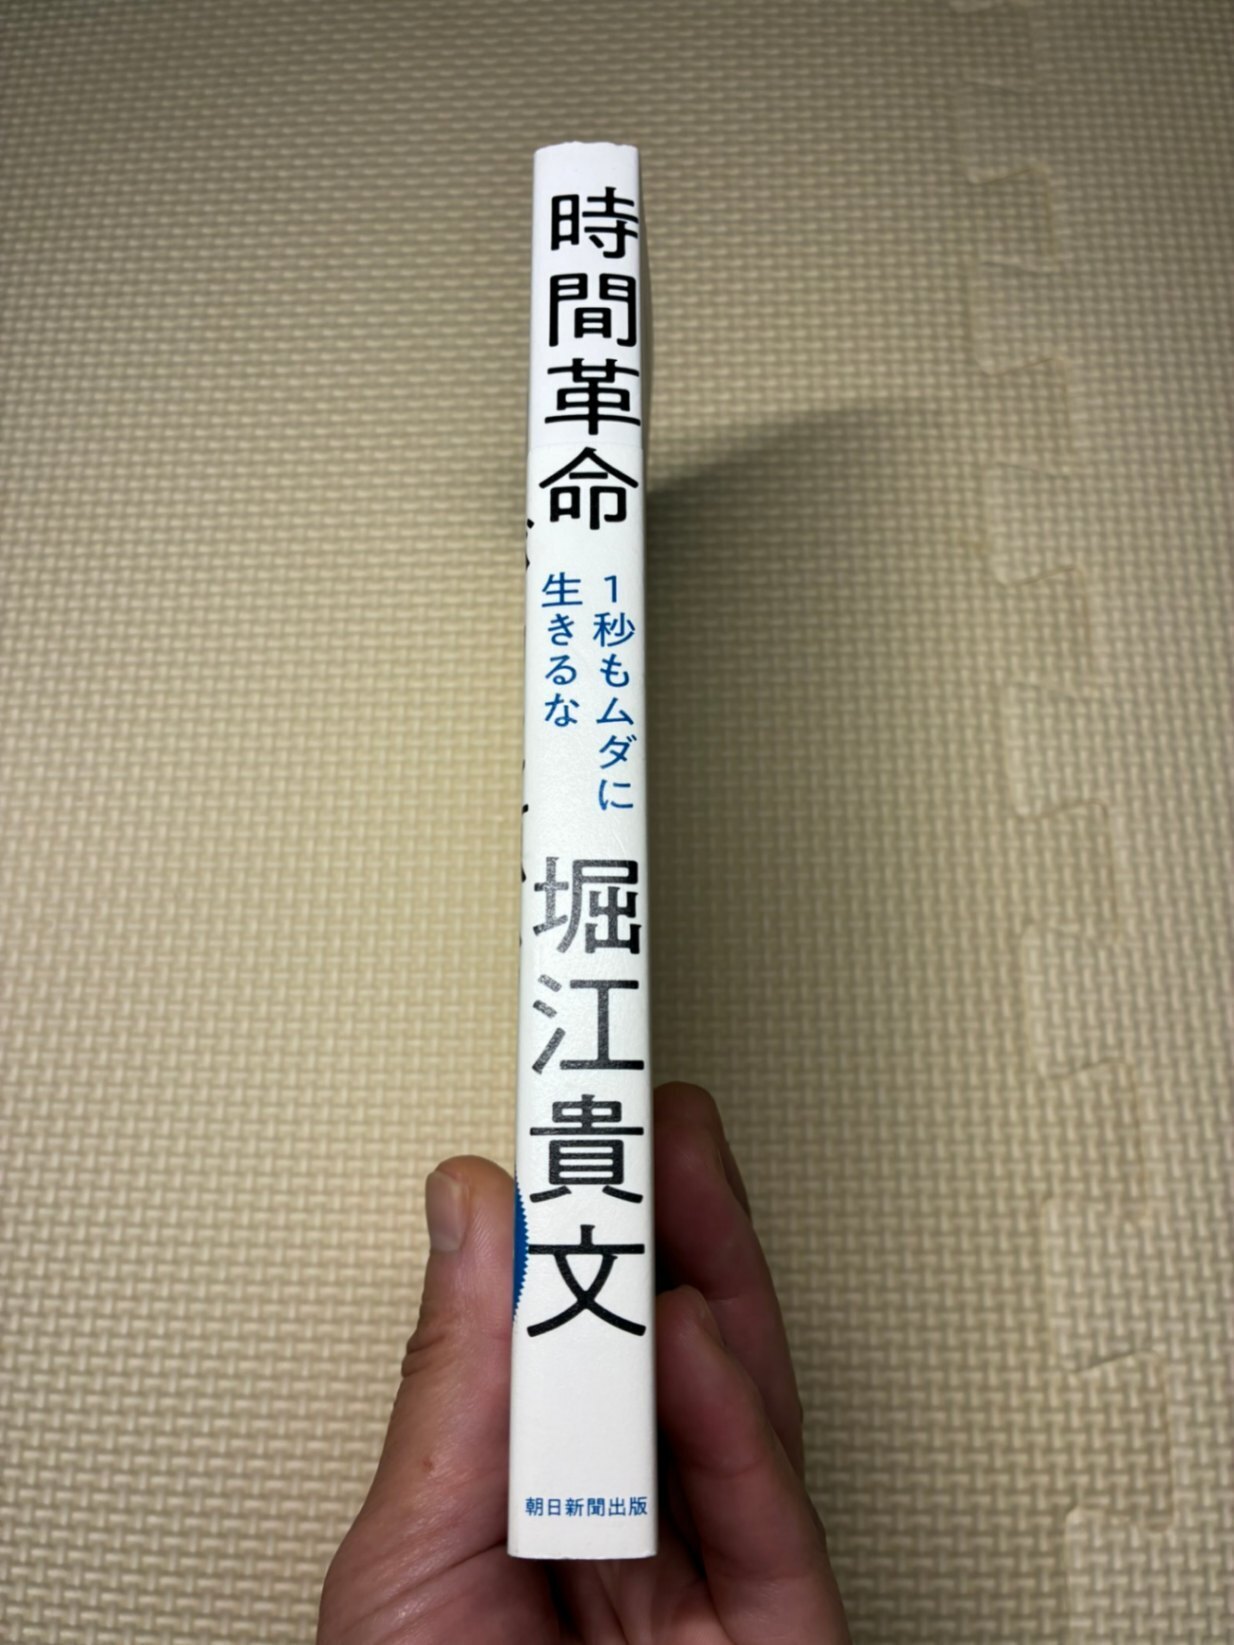 時間革命
1秒もムダに
生きるな
堀江貴文
朝日新聞出版